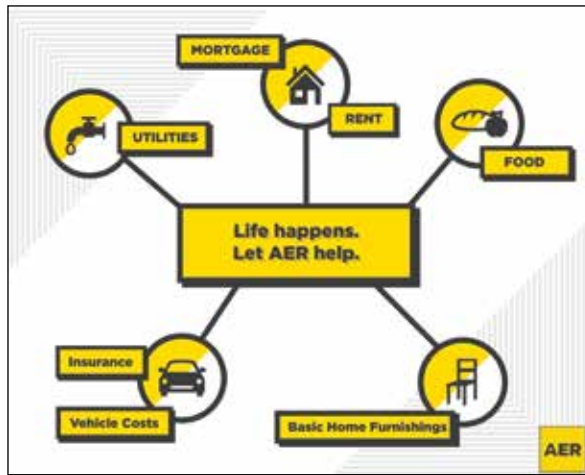 MORTGAGE
RENT
UTILITIES
FOOD
Life happens.
Let AER help.
Insurance
Vehicle Costs
Basic Home Furnishings
AER